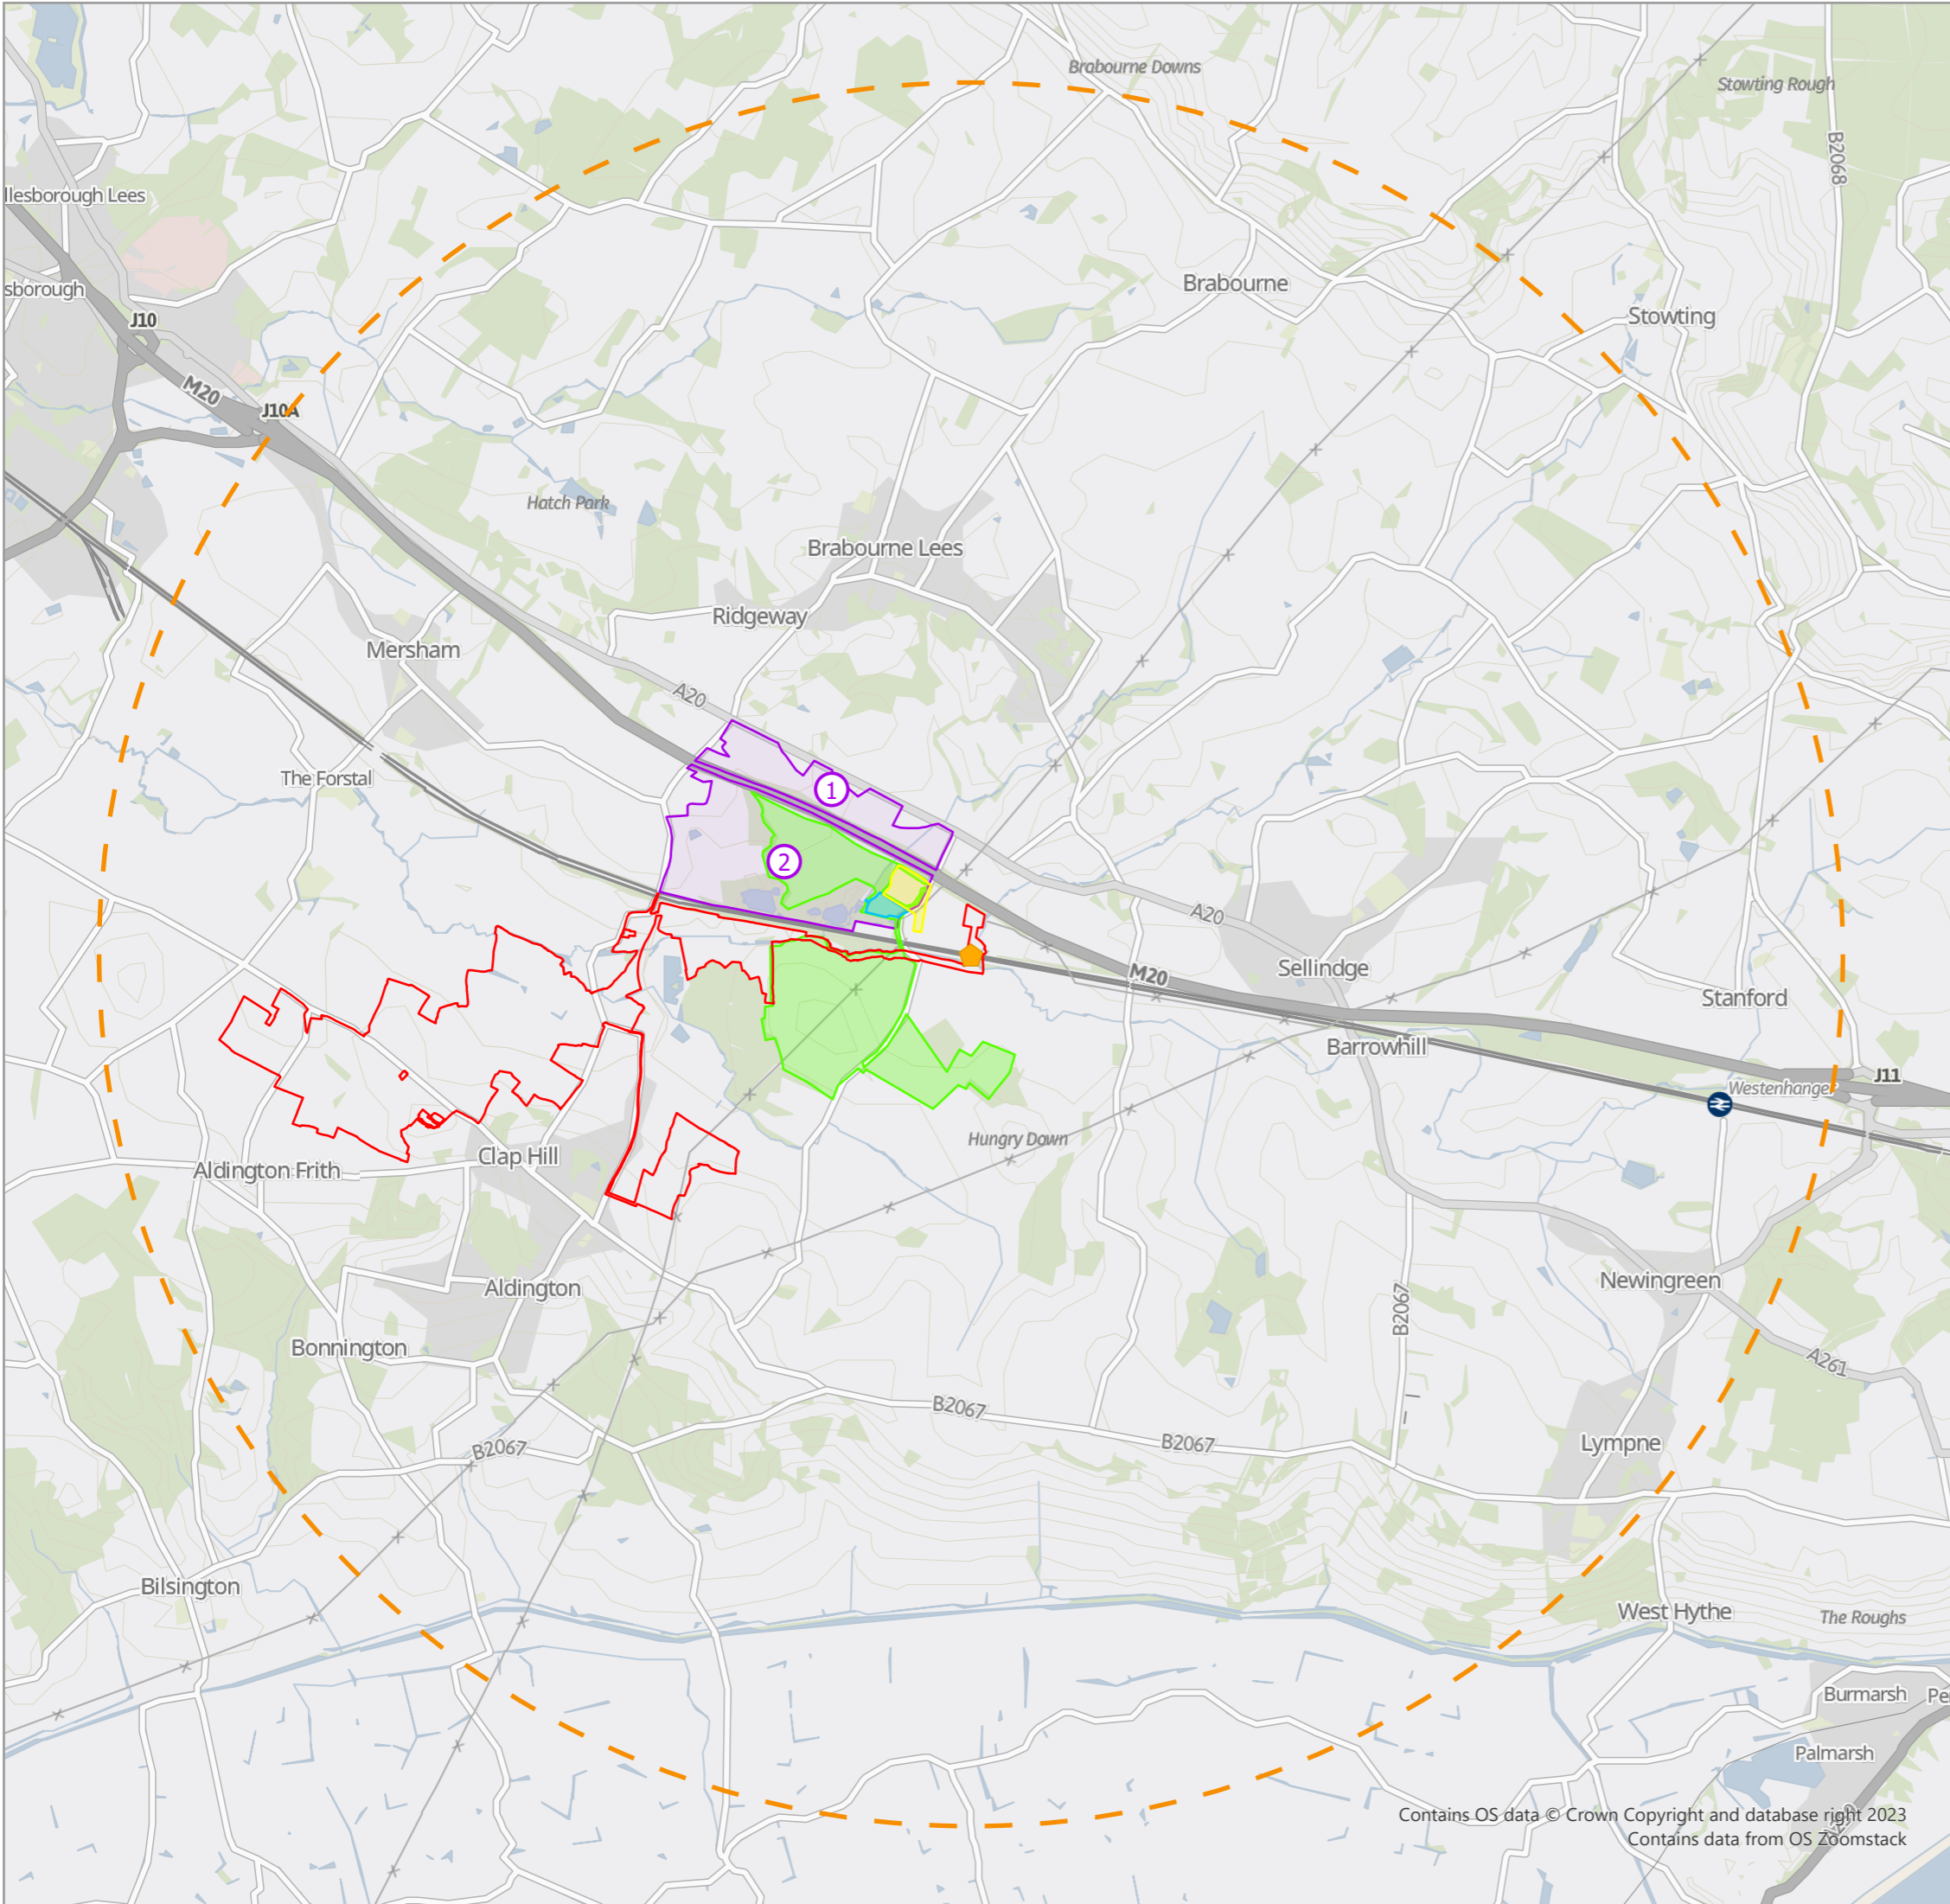 Brabourne Downs
Stowting Rough
B2068
llesborough Lees
sborough
Brabourne
Stowting
J10
M20
J10A
Hatch Park
Brabourne Lees
Ridgeway
Mersham
A20
The Forstal
1
2
A20
Sellindge
M20
Stanford
Barrowhill
J11
Westenhanger
Hungry Down
Clap Hill
Aldington Frith
Newingreen
Aldington
B2067
Bonnington
A261
B2067
B2067
Lympne
B2067
Bilsington
West Hythe
The Roughs
Burmarsh
Pe
Palmarsh
Contains OS data © Crown Copyright and database right 2023
Contains data from OS Zoomstack